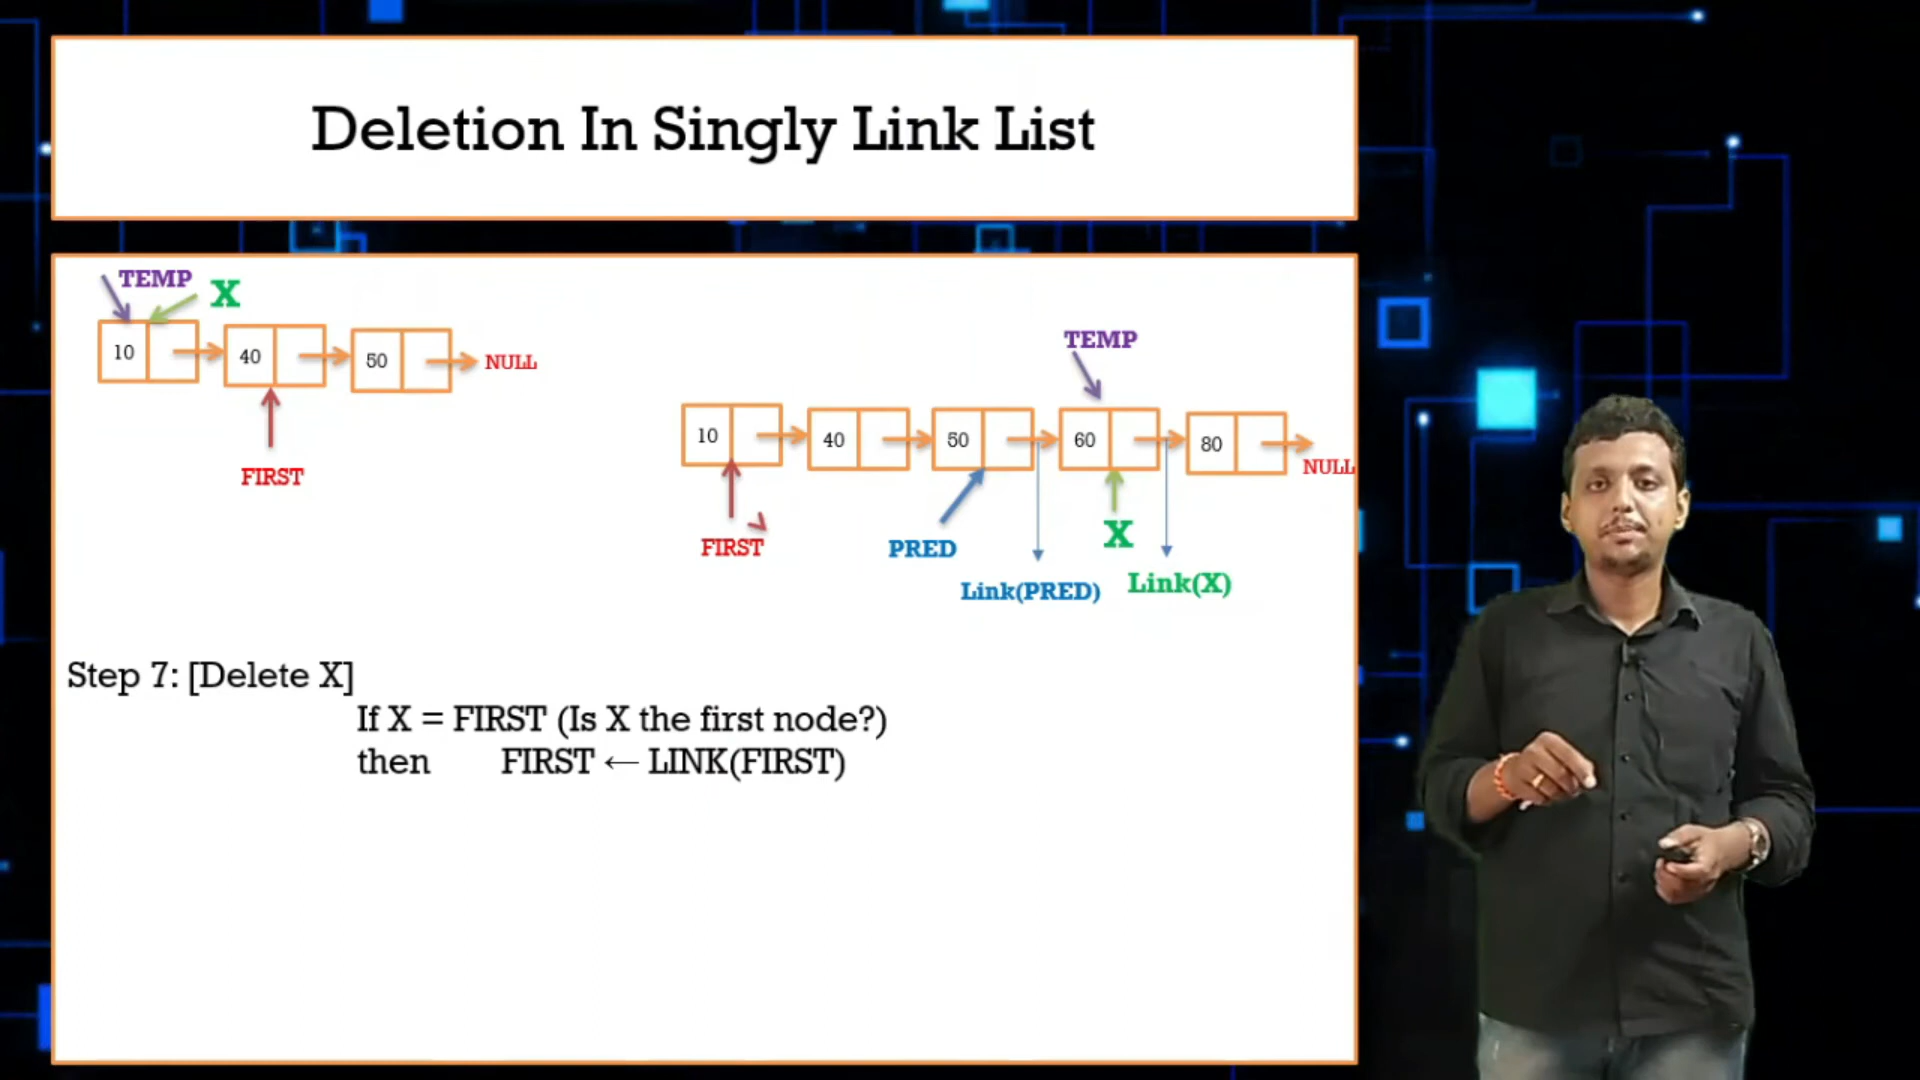 Deletion In Singly Link List
TEMP X
10 40 50 NULL
FIRST
TEMP
10 40 50 60 80 NULL
FIRST PRED X
Link(PRED) Link(X)
Step 7: [Delete X]
If X = FIRST (Is X the first node?)
then FIRST ← LINK(FIRST)